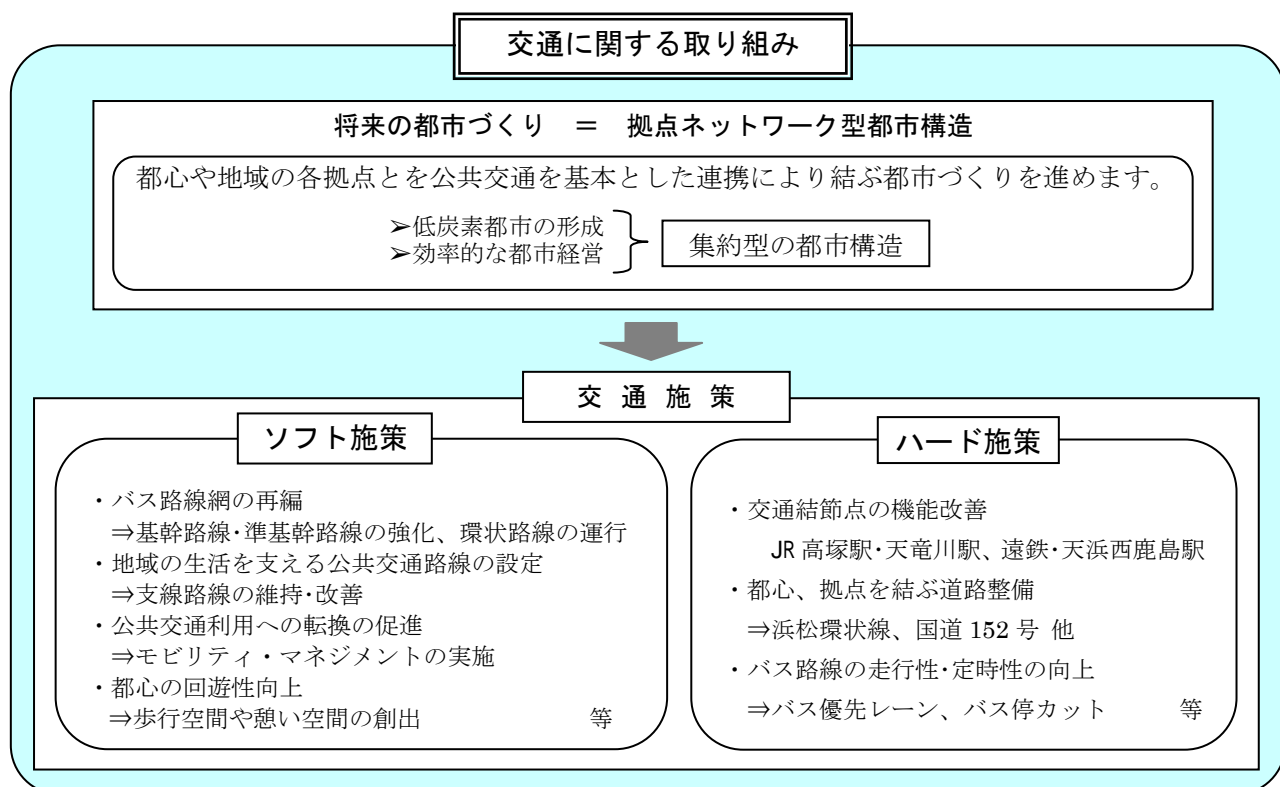 交通に関する取り組み
将来の都市づくり ＝ 拠点ネットワーク型都市構造
都心や地域の各拠点とを公共交通を基本とした連携により結ぶ都市づくりを進めます。
➢低炭素都市の形成
➢効率的な都市経営
集約型の都市構造
交 通 施 策
ソフト施策
・バス路線網の再編
⇒基幹路線･準基幹路線の強化、環状路線の運行
・地域の生活を支える公共交通路線の設定
⇒支線路線の維持･改善
・公共交通利用への転換の促進
⇒モビリティ・マネジメントの実施
・都心の回遊性向上
⇒歩行空間や憩い空間の創出 等
ハード施策
・交通結節点の機能改善
JR 高塚駅･天竜川駅、遠鉄･天浜西鹿島駅
・都心、拠点を結ぶ道路整備
⇒浜松環状線、国道 152 号 他
・バス路線の走行性･定時性の向上
⇒バス優先レーン、バス停カット 等